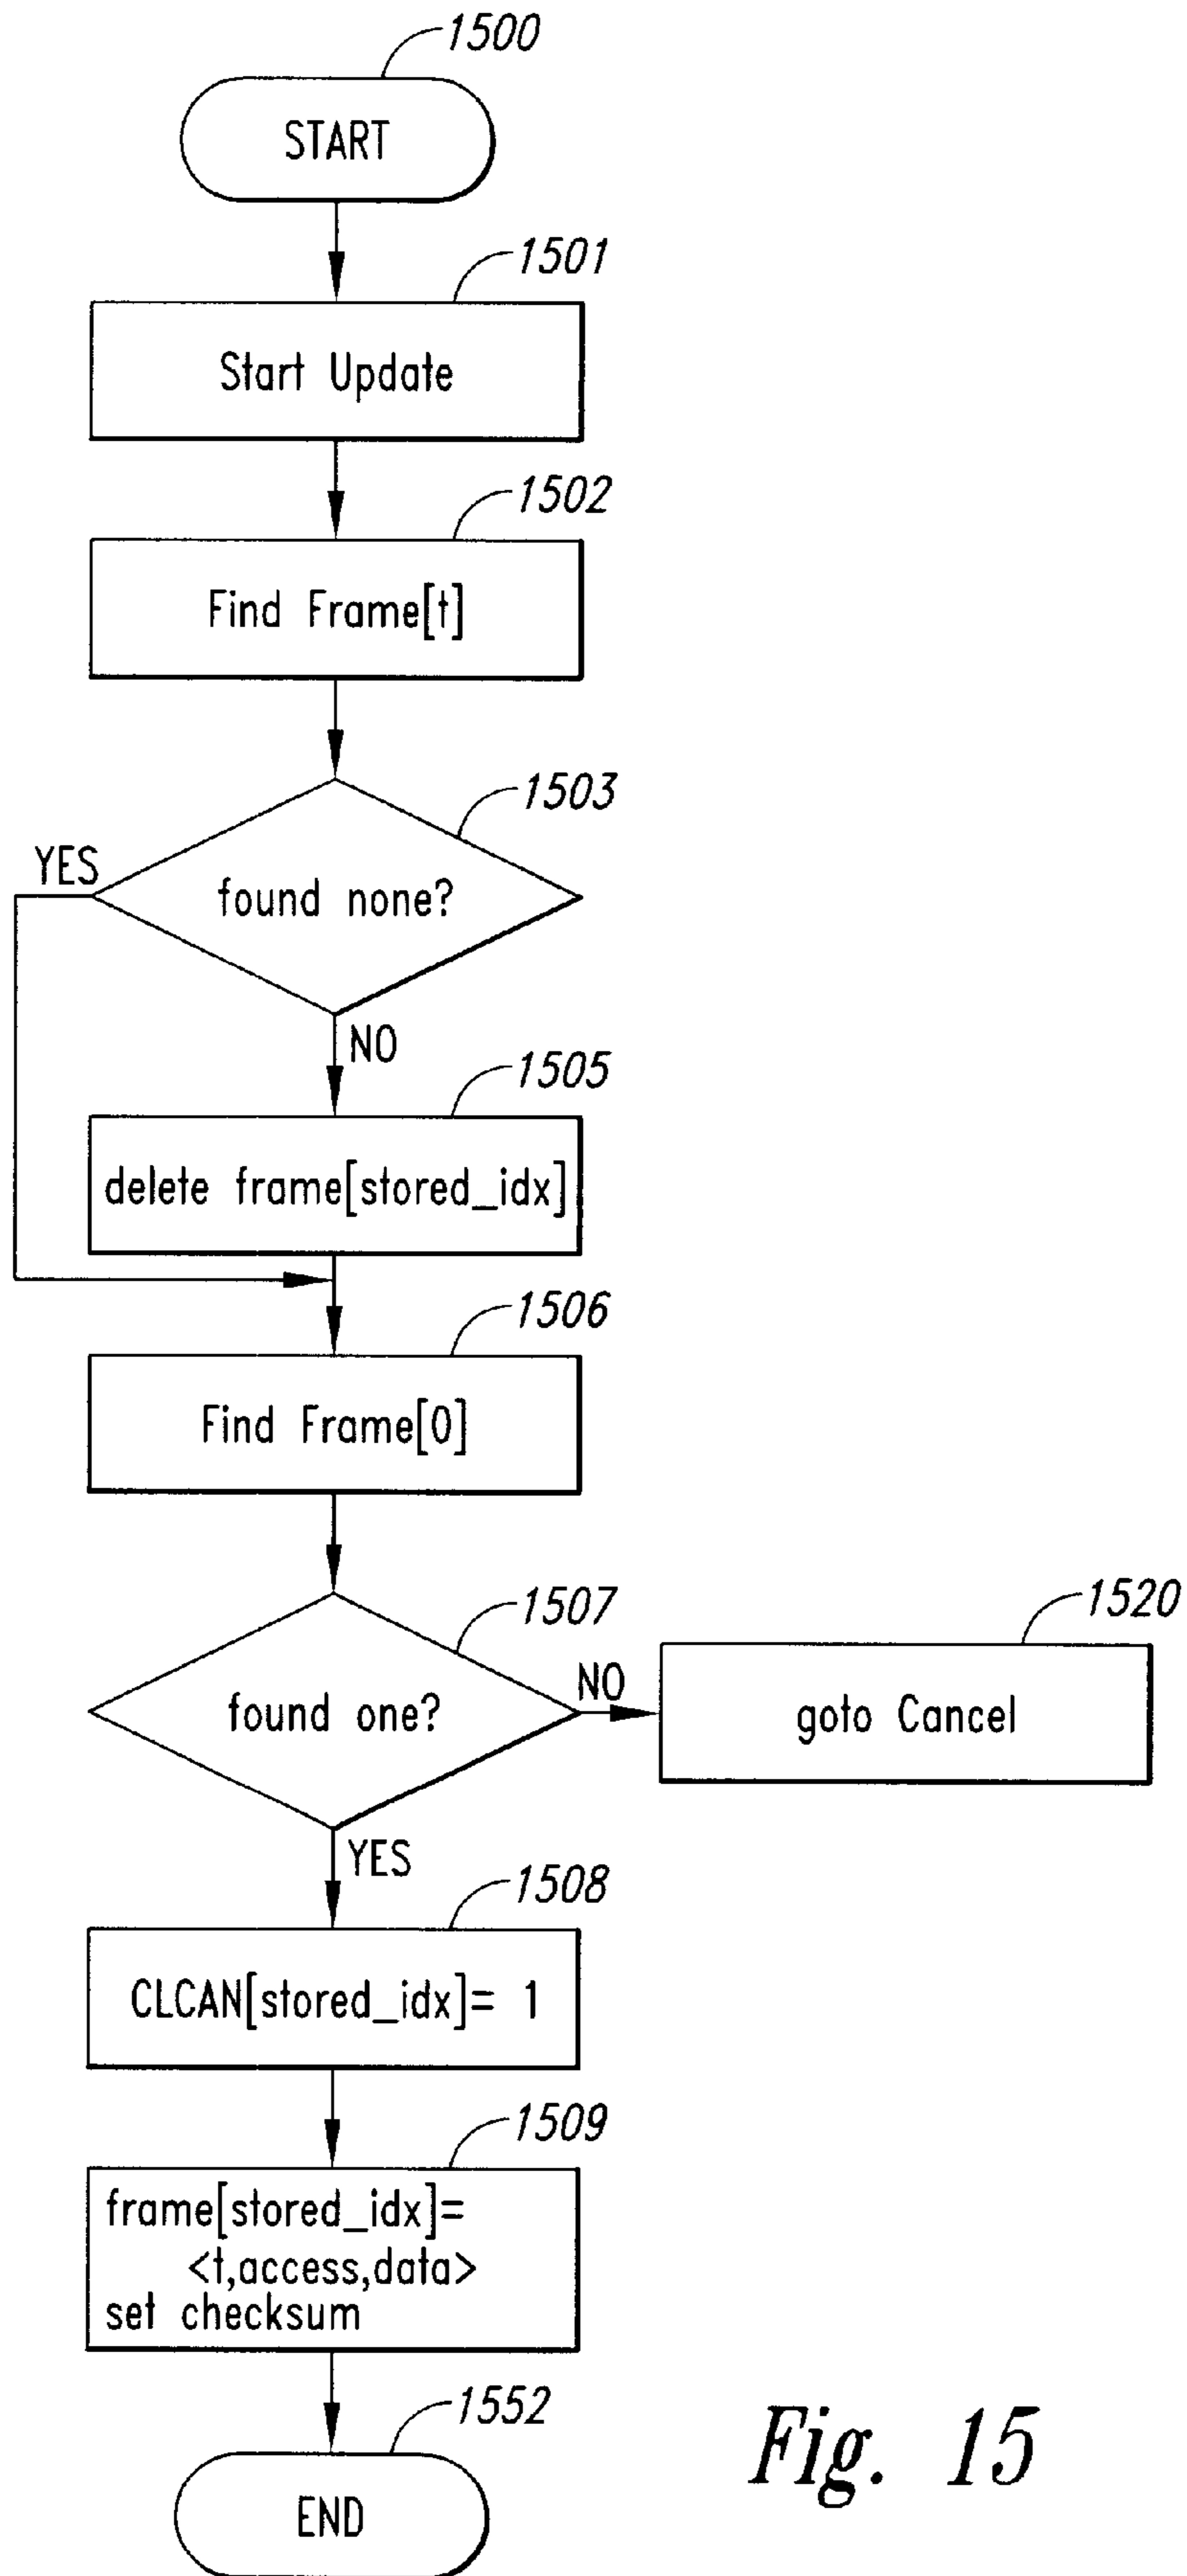 1500
START
1501
Start Update
1502
Find Frame[t]
1503
YES
found none?
NO
1505
delete frame[stored_idx]
1506
Find Frame[0]
1507
1520
found one?
NO
goto Cancel
YES
1508
CLCAN[stored_idx]= 1
1509
frame[stored_idx]=
<t,access,data>
set checksum
1552
END
Fig. 15